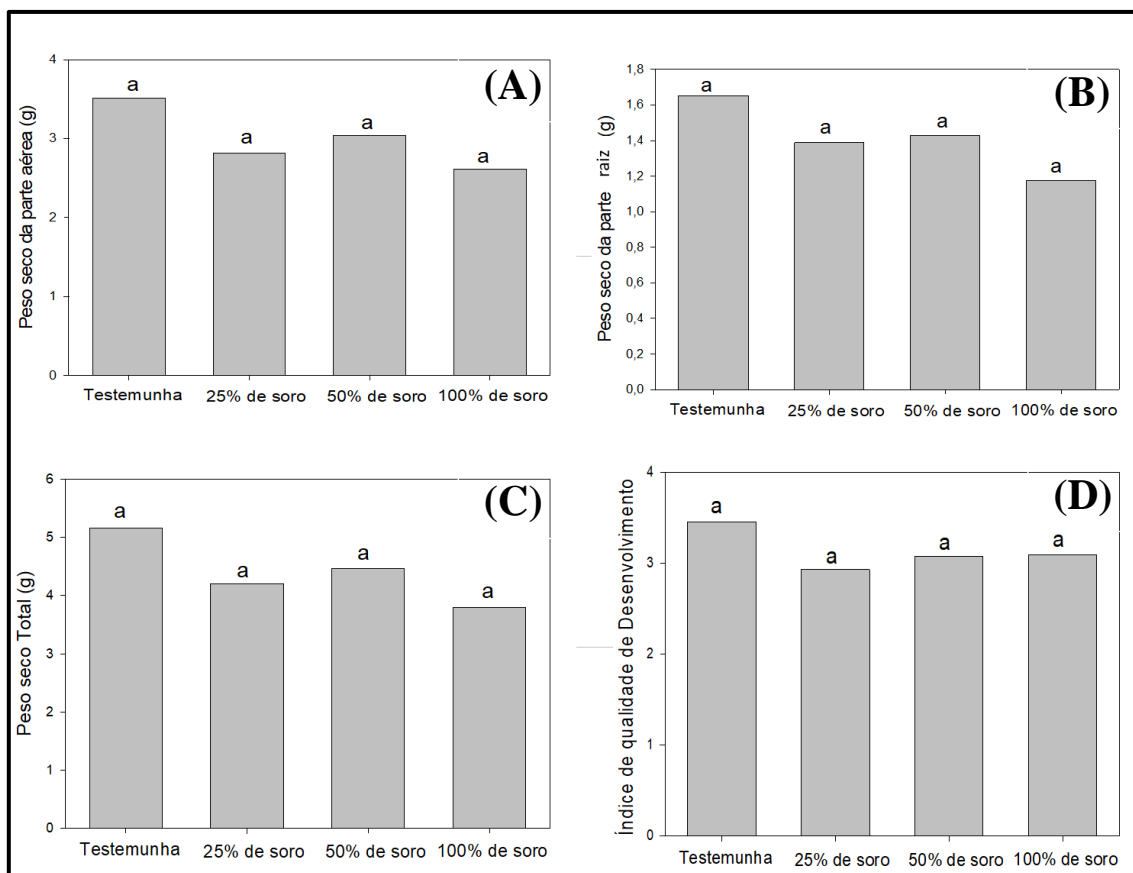 (A)
Peso seco da parte aérea (g)
4
3
2
1
0
a
a
a
a
Testemunha
25% de soro
50% de soro
100% de soro
(B)
Peso seco da parte raiz (g)
1,8
1,6
1,4
1,2
1,0
0,8
0,6
0,4
0,2
0,0
a
a
a
a
Testemunha
25% de soro
50% de soro
100% de soro
(C)
Peso seco Total (g)
6
5
4
3
2
1
0
a
a
a
a
Testemunha
25% de soro
50% de soro
100% de soro
(D)
Índice de qualidade de Desenvolvimento
4
3
2
1
0
a
a
a
a
Testemunha
25% de soro
50% de soro
100% de soro